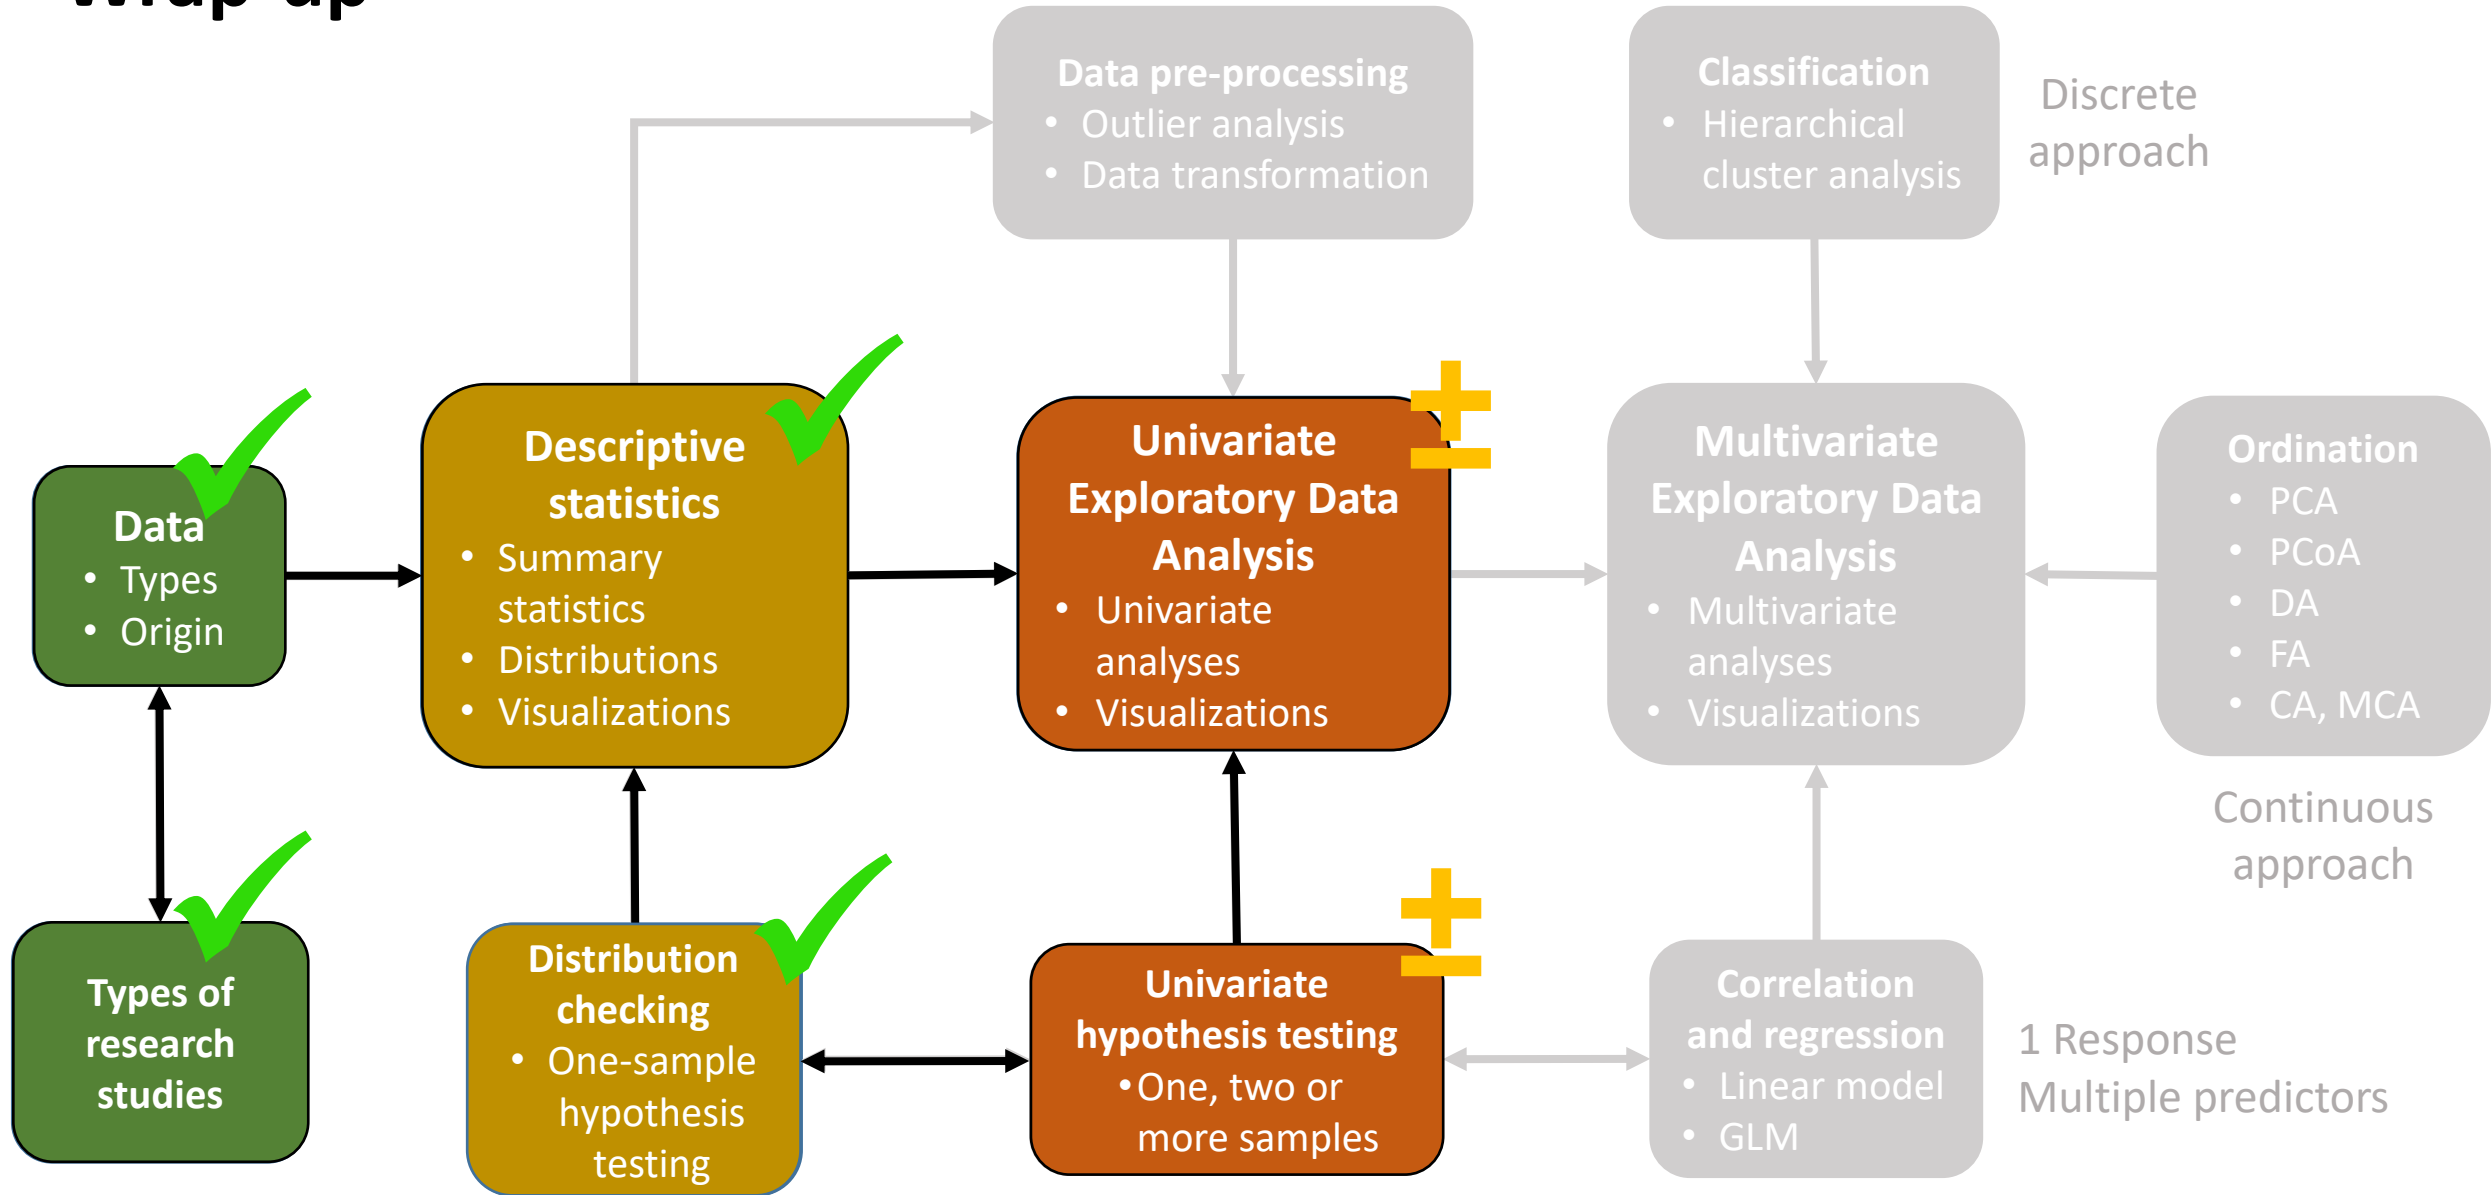 Wrap-up
Data pre-processing
• Outlier analysis
• Data transformation
Classification
• Hierarchical
cluster analysis
Discrete
approach
Data
• Types
• Origin
Descriptive
statistics
• Summary
statistics
• Distributions
• Visualizations
Univariate
Exploratory Data
Analysis
• Univariate
analyses
• Visualizations
±
Multivariate
Exploratory Data
Analysis
• Multivariate
analyses
• Visualizations
Ordination
• PCA
• PCoA
• DA
• FA
• CA, MCA
Continuous
approach
Types of
research
studies
Distribution
checking
• One-sample
hypothesis
testing
Univariate
hypothesis testing
• One, two or
more samples
±
Correlation
and regression
• Linear model
• GLM
1 Response
Multiple predictors